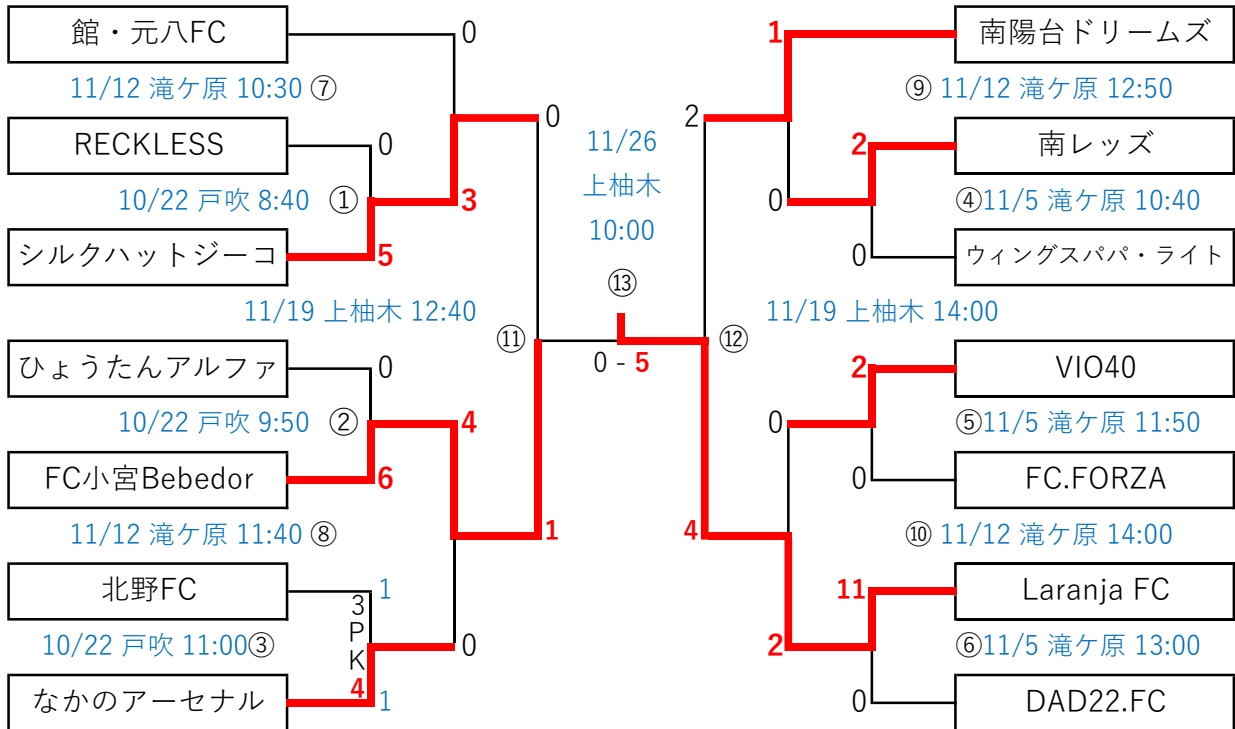 館・元八FC
0
11/12 滝ケ原 10:30 ⑦
RECKLESS
0
10/22 戸吹 8:40 ①
3
シルクハットジーコ
5
0
11/19 上柚木 12:40
⑪
ひょうたんアルファ
0
10/22 戸吹 9:50 ②
4
FC小宮Bebedor
6
11/12 滝ケ原 11:40 ⑧
1
北野FC
1
3
P
K
4
10/22 戸吹 11:00③
0
なかのアーセナル
1
11/26
上柚木
10:00
⑬
0 - 5
1
南陽台ドリームズ
⑨ 11/12 滝ケ原 12:50
2
2
南レッズ
0
④11/5 滝ケ原 10:40
0
ウィングスパパ・ライト
11/19 上柚木 14:00
⑫
2
VIO40
0
⑤11/5 滝ケ原 11:50
0
FC.FORZA
4
⑩ 11/12 滝ケ原 14:00
11
Laranja FC
2
⑥11/5 滝ケ原 13:00
0
DAD22.FC